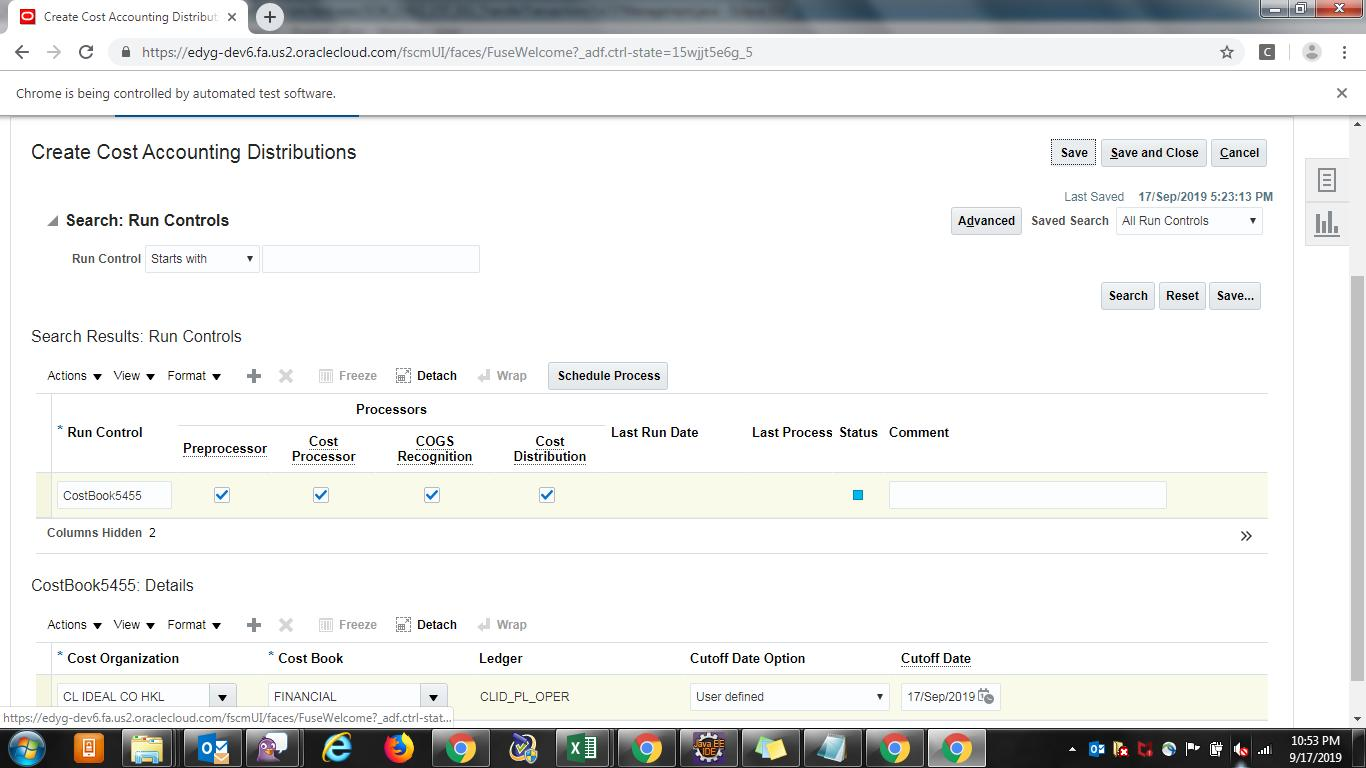 Create Cost Accounting Distribut
https://edyg-dev6.fa.us2.oraclecloud.com/fscmUI/faces/FuseWelcome?_adf.ctrl-state=15wjjt5e6g_5
C
Chrome is being controlled by automated test software.
Create Cost Accounting Distributions
Save Save and Close Cancel
Last Saved 17/Sep/2019 5:23:13 PM
Search: Run Controls
Advanced Saved Search All Run Controls
Run Control Starts with
Search Reset Save...
Search Results: Run Controls
Actions View Format Freeze Detach Wrap Schedule Process
Processors
* Run Control Preprocessor Cost Processor COGS Recognition Cost Distribution Last Run Date Last Process Status Comment
CostBook5455
Columns Hidden 2
CostBook5455: Details
Actions View Format Freeze Detach Wrap
* Cost Organization * Cost Book Ledger Cutoff Date Option Cutoff Date
CL IDEAL CO HKL FINANCIAL CLID_PL_OPER User defined 17/Sep/2019
https://edyg-dev6.fa.us2.oraclecloud.com/fscmUI/faces/FuseWelcome?_adf.ctrl-stat...
Java EE
IDE
10:53 PM
9/17/2019